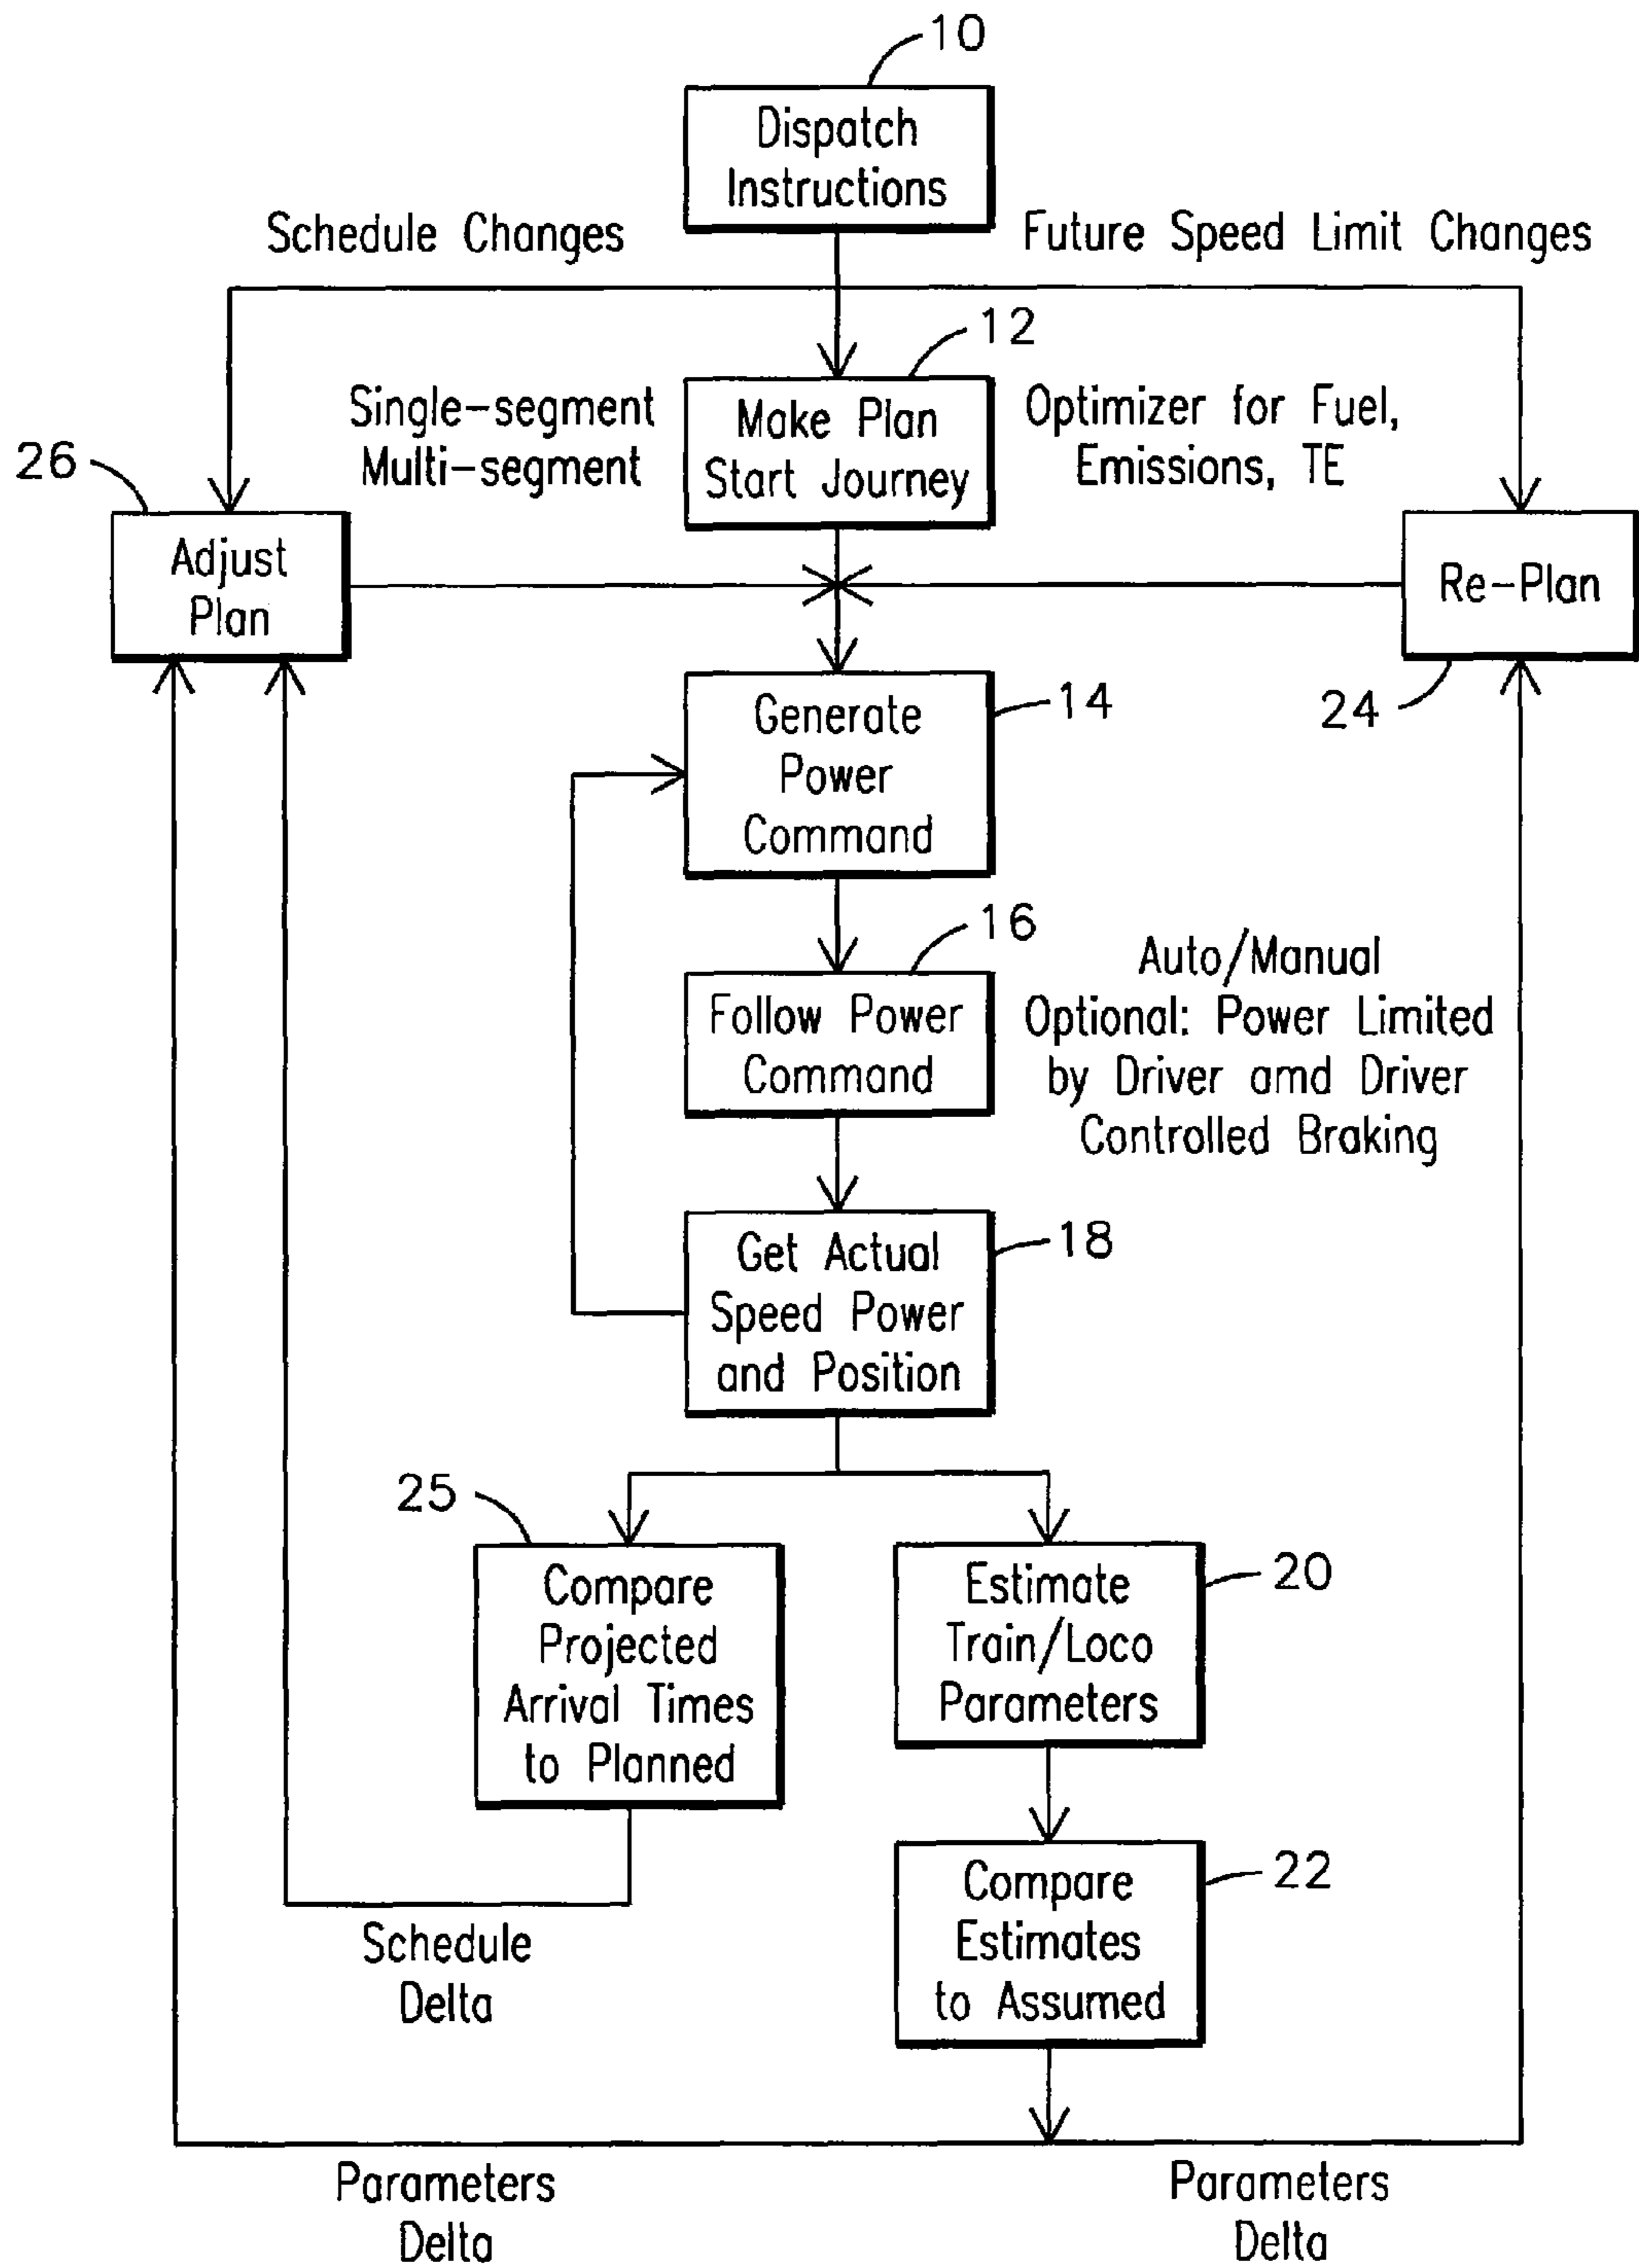 10
Dispatch
Instructions
Schedule Changes
Future Speed Limit Changes
12
Single-segment
Multi-segment
Make Plan
Start Journey
Optimizer for Fuel,
Emissions, TE
26
Adjust
Plan
Re-Plan
24
Generate
Power
Command
14
16
Follow Power
Command
Auto/Manual
Optional: Power Limited
by Driver amd Driver
Controlled Braking
Get Actual
Speed Power
and Position
18
25
Compare
Projected
Arrival Times
to Planned
Estimate
Train/Loco
Parameters
20
Compare
Estimates
to Assumed
22
Schedule
Delta
Parameters
Delta
Parameters
Delta